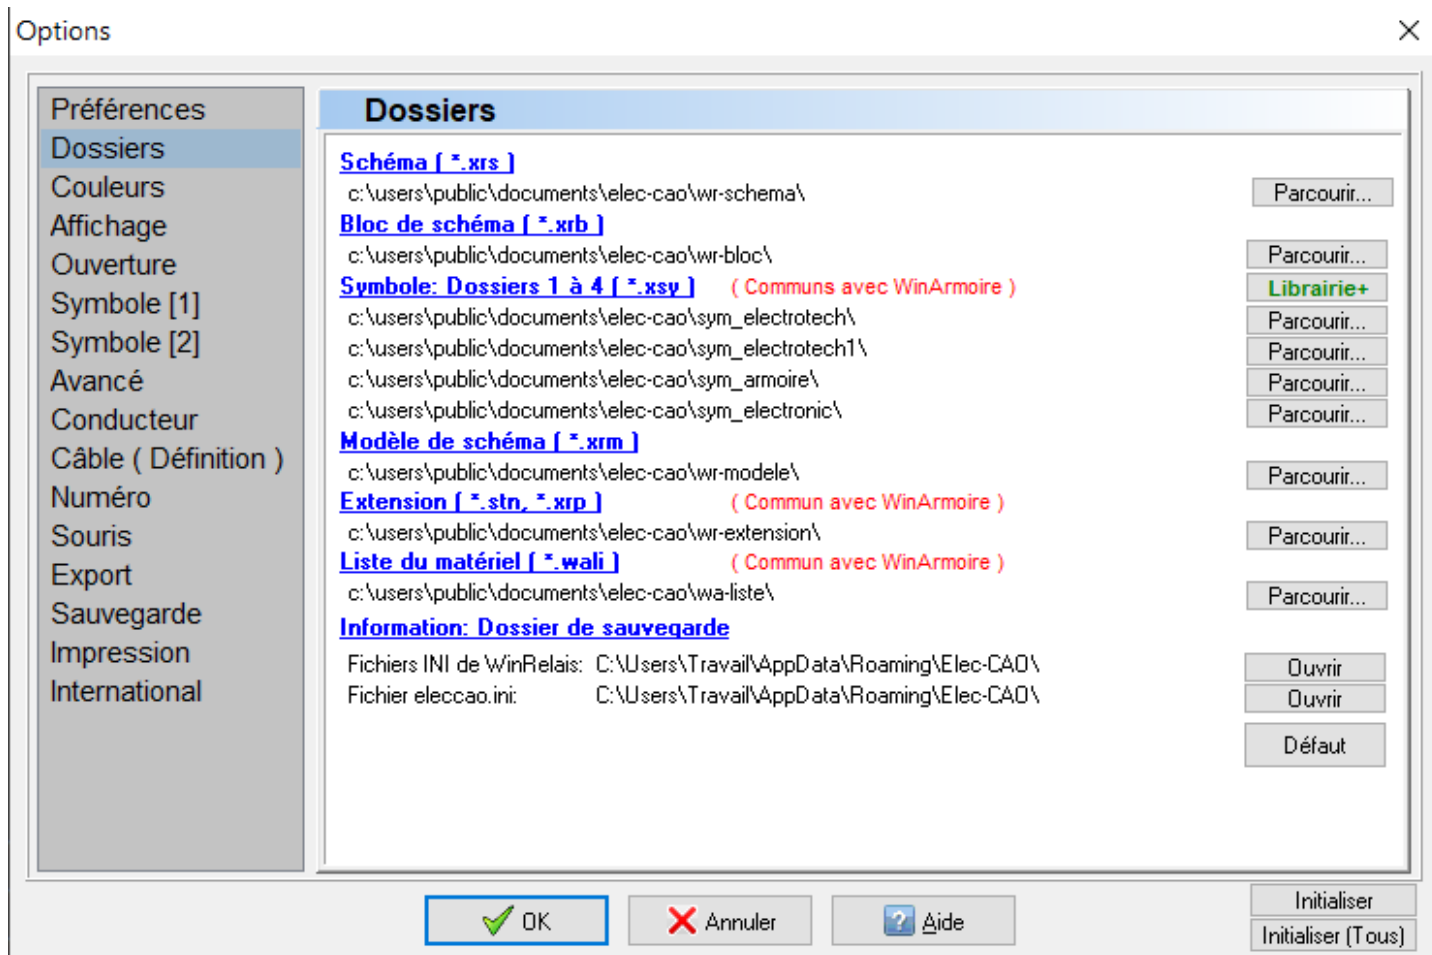 Options
Préférences
Dossiers
Couleurs
Affichage
Ouverture
Symbole [1]
Symbole [2]
Avancé
Conducteur
Câble ( Définition )
Numéro
Souris
Export
Sauvegarde
Impression
International
Dossiers
Schéma ( *.xrs )
c:\users\public\documents\elec-cao\wr-schema\ Parcourir...
Bloc de schéma ( *.xrb )
c:\users\public\documents\elec-cao\wr-bloc\ Parcourir...
Symbole: Dossiers 1 à 4 ( *.xsy ) ( Communs avec WinArmoire ) Librairie+
c:\users\public\documents\elec-cao\sym_electrotech\ Parcourir...
c:\users\public\documents\elec-cao\sym_electrotech1\ Parcourir...
c:\users\public\documents\elec-cao\sym_armoire\ Parcourir...
c:\users\public\documents\elec-cao\sym_electronic\ Parcourir...
Modèle de schéma ( *.xrm )
c:\users\public\documents\elec-cao\wr-modele\ Parcourir...
Extension ( *.stn, *.xrp ) ( Commun avec WinArmoire )
c:\users\public\documents\elec-cao\wr-extension\ Parcourir...
Liste du matériel ( *.wali ) ( Commun avec WinArmoire )
c:\users\public\documents\elec-cao\wa-liste\ Parcourir...
Information: Dossier de sauvegarde
Fichiers INI de WinRelais: C:\Users\Travail\AppData\Roaming\Elec-CAO\ Ouvrir
Fichier eleccao.ini: C:\Users\Travail\AppData\Roaming\Elec-CAO\ Ouvrir
Défaut
OK Annuler Aide
Initialiser
Initialiser (Tous)